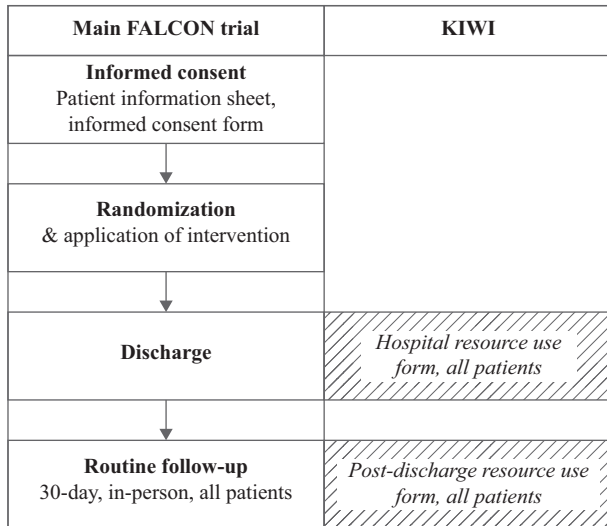 Main FALCON trial
KIWI
Informed consent
Patient information sheet,
informed consent form
Randomization
& application of intervention
Discharge
Hospital resource use
form, all patients
Routine follow-up
30-day, in-person, all patients
Post-discharge resource use
form, all patients